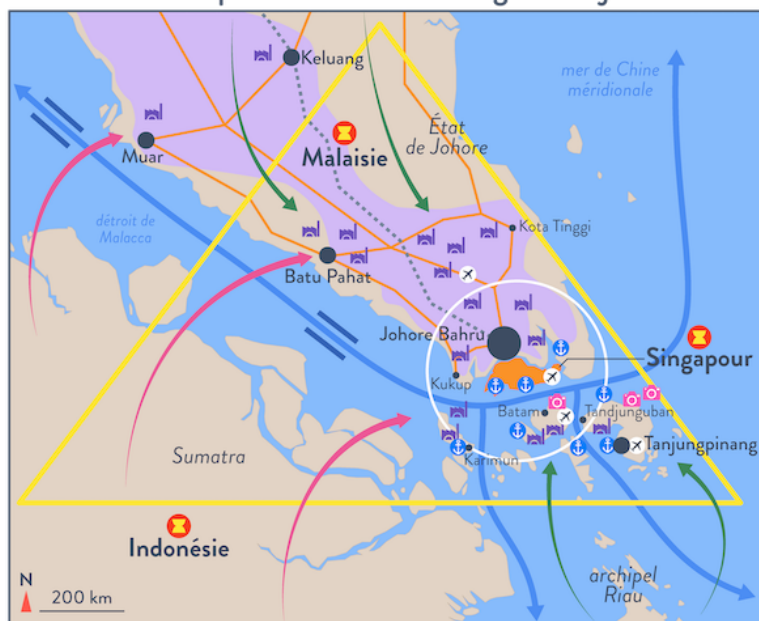 Keluang
mer de Chine
méridionale
État
de Johore
Malaisie
Muar
détroit de
Malacca
Kota Tinggi
Batu Pahat
Johore Bahru
Singapour
Kukup
Batam
Tandjunguban
Tanjungpinang
Karimun
Sumatra
Indonésie
archipel
Riau
N
200 km